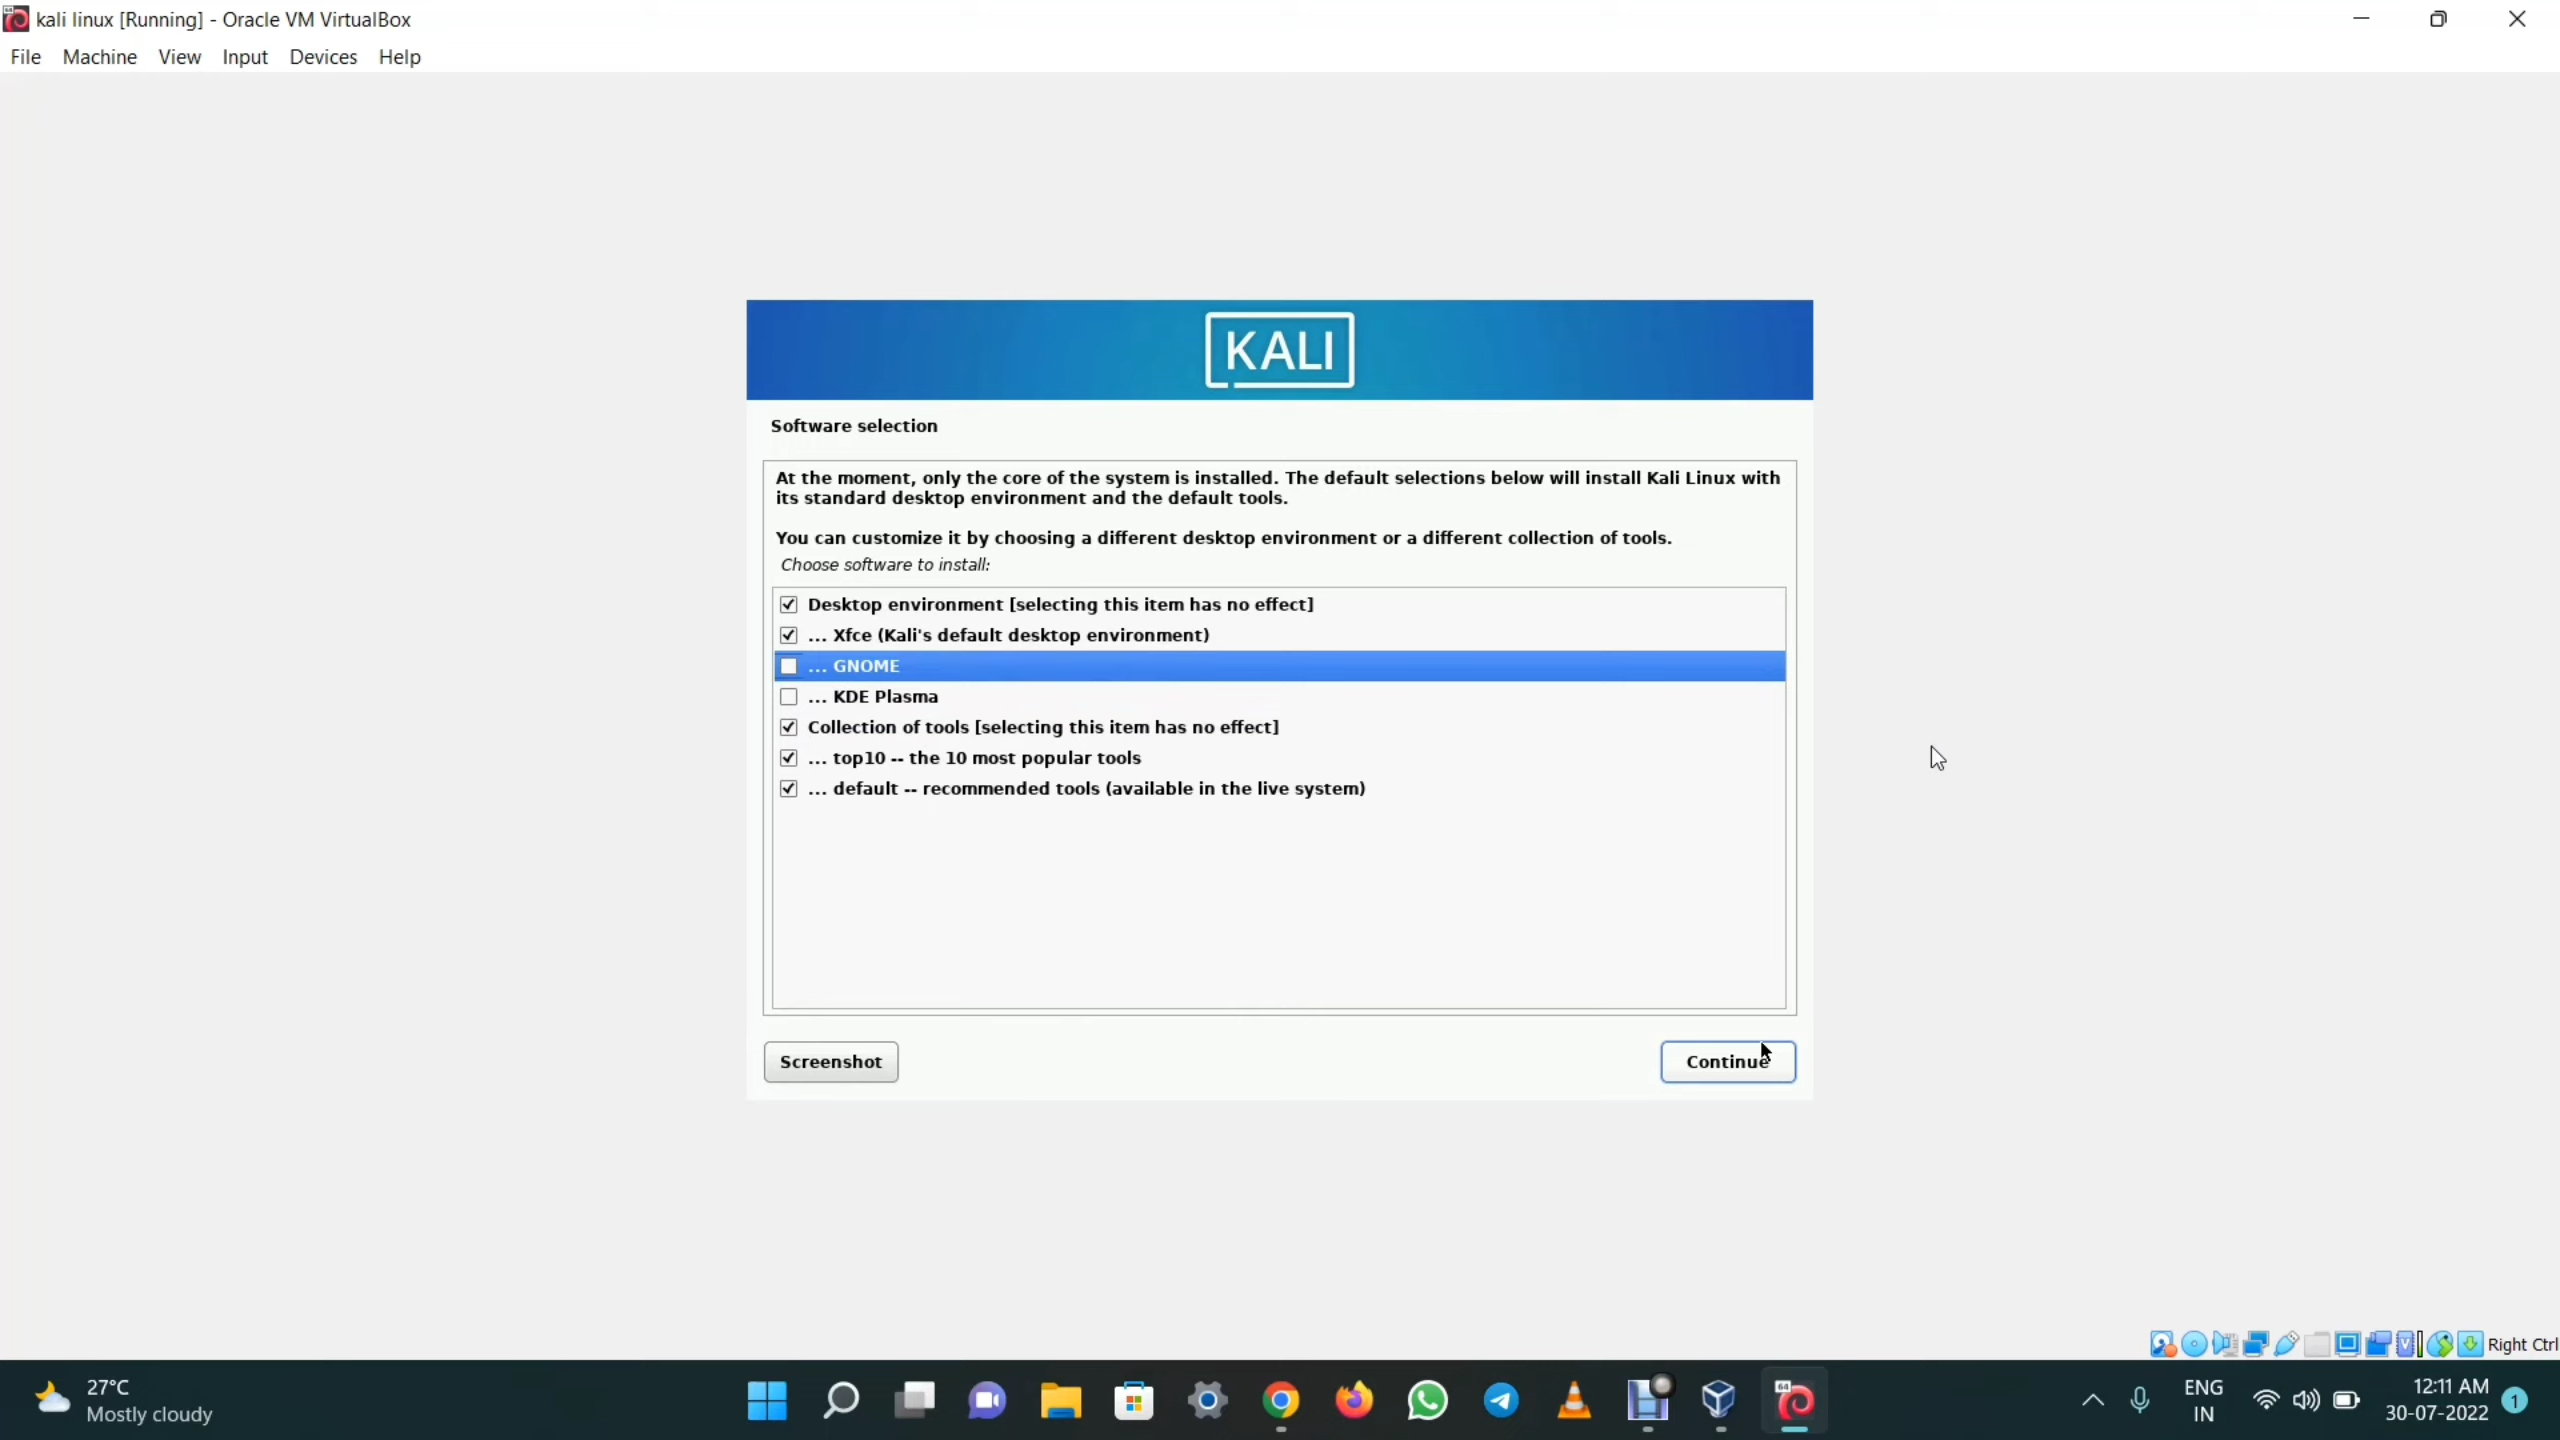 kali linux [Running] - Oracle VM VirtualBox
File Machine View Input Devices Help
KALI
Software selection
At the moment, only the core of the system is installed. The default selections below will install Kali Linux with
its standard desktop environment and the default tools.
You can customize it by choosing a different desktop environment or a different collection of tools.
Choose software to install:
Desktop environment [selecting this item has no effect]
... Xfce (Kali's default desktop environment)
... GNOME
... KDE Plasma
Collection of tools [selecting this item has no effect]
... top10 -- the 10 most popular tools
... default -- recommended tools (available in the live system)
Screenshot Continue
Right Ctrl
27°C
Mostly cloudy
64
ENG
IN
12:11 AM
30-07-2022
1